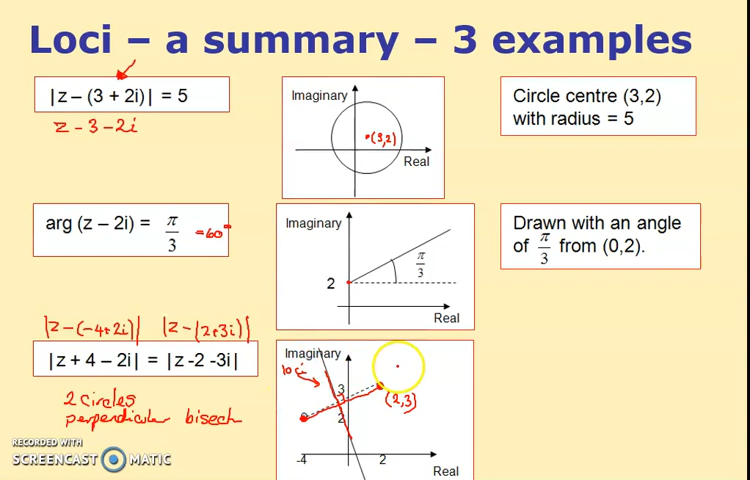 Loci – a summary – 3 examples
|z – (3 + 2i)| = 5
z - 3 - 2i
Imaginary
(3,2)
Real
Circle centre (3,2)
with radius = 5
arg (z – 2i) = π/3
= 60°
Imaginary
π/3
2
Real
Drawn with an angle
of π/3 from (0,2).
|z-(-4+2i)| |z-(2+3i)|
|z + 4 – 2i| = |z -2 -3i|
2 circles
perpendicular bisect
Imaginary
loci
3
2
(2,3)
-4
2
Real
RECORDED WITH
SCREENCAST MATIC